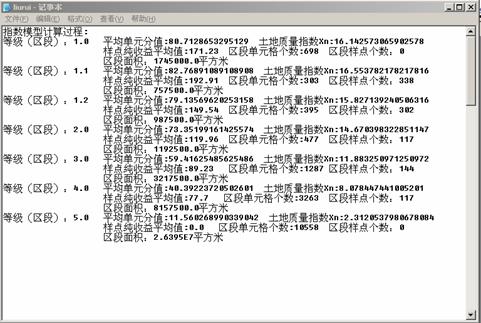 liurui - 记事本
文件(F) 编辑(E) 格式(O) 查看(V) 帮助(H)
指数模型计算过程:
等级（区段）: 1.0 平均单元分值:80.7128653295129 土地质量指数Xn:16.142573065902578
样点纯收益平均:171.23 区段单元格个数:698 区段样点个数: 0
区段面积: 1745000.0平方米
等级（区段）: 1.1 平均单元分值:82.76891089108908 土地质量指数Xn:16.553782178217816
样点纯收益平均:192.91 区段单元格个数:303 区段样点个数: 338
区段面积: 757500.0平方米
等级（区段）: 1.2 平均单元分值:79.13569620253158 土地质量指数Xn:15.827139240506316
样点纯收益平均:149.54 区段单元格个数:395 区段样点个数: 302
区段面积: 987500.0平方米
等级（区段）: 2.0 平均单元分值:73.35199161425574 土地质量指数Xn:14.670398322851147
样点纯收益平均:119.96 区段单元格个数:477 区段样点个数: 117
区段面积: 1192500.0平方米
等级（区段）: 3.0 平均单元分值:59.41625485625486 土地质量指数Xn:11.883250971250972
样点纯收益平均:89.23 区段单元格个数:1287 区段样点个数: 144
区段面积: 3217500.0平方米
等级（区段）: 4.0 平均单元分值:40.39223720502601 土地质量指数Xn:8.078447441005201
样点纯收益平均:77.7 区段单元格个数:3263 区段样点个数: 117
区段面积: 8157500.0平方米
等级（区段）: 5.0 平均单元分值:11.560268990339042 土地质量指数Xn:2.3120537980678084
样点纯收益平均:0.0 区段单元格个数:10558 区段样点个数: 0
区段面积: 2.6395E7平方米